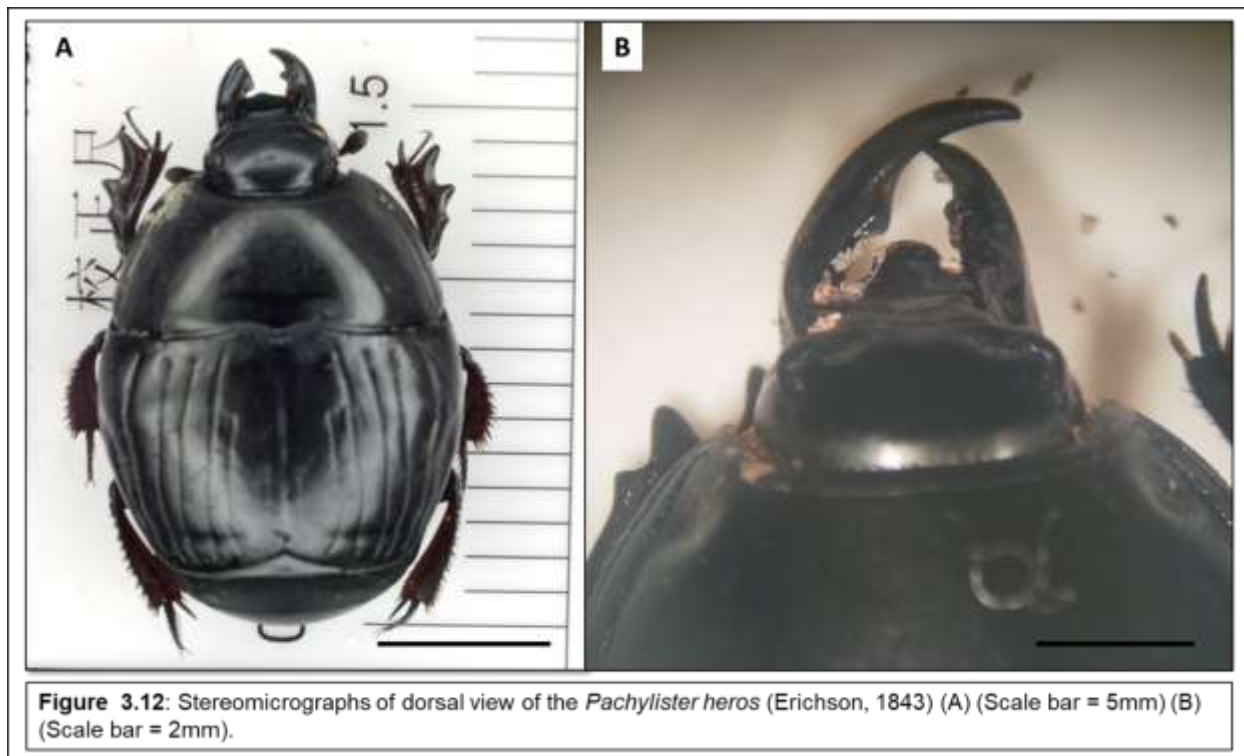 A
B
1.5
校正尺
Figure 3.12: Stereomicrographs of dorsal view of the Pachylister heros (Erichson, 1843) (A) (Scale bar = 5mm) (B)
(Scale bar = 2mm).